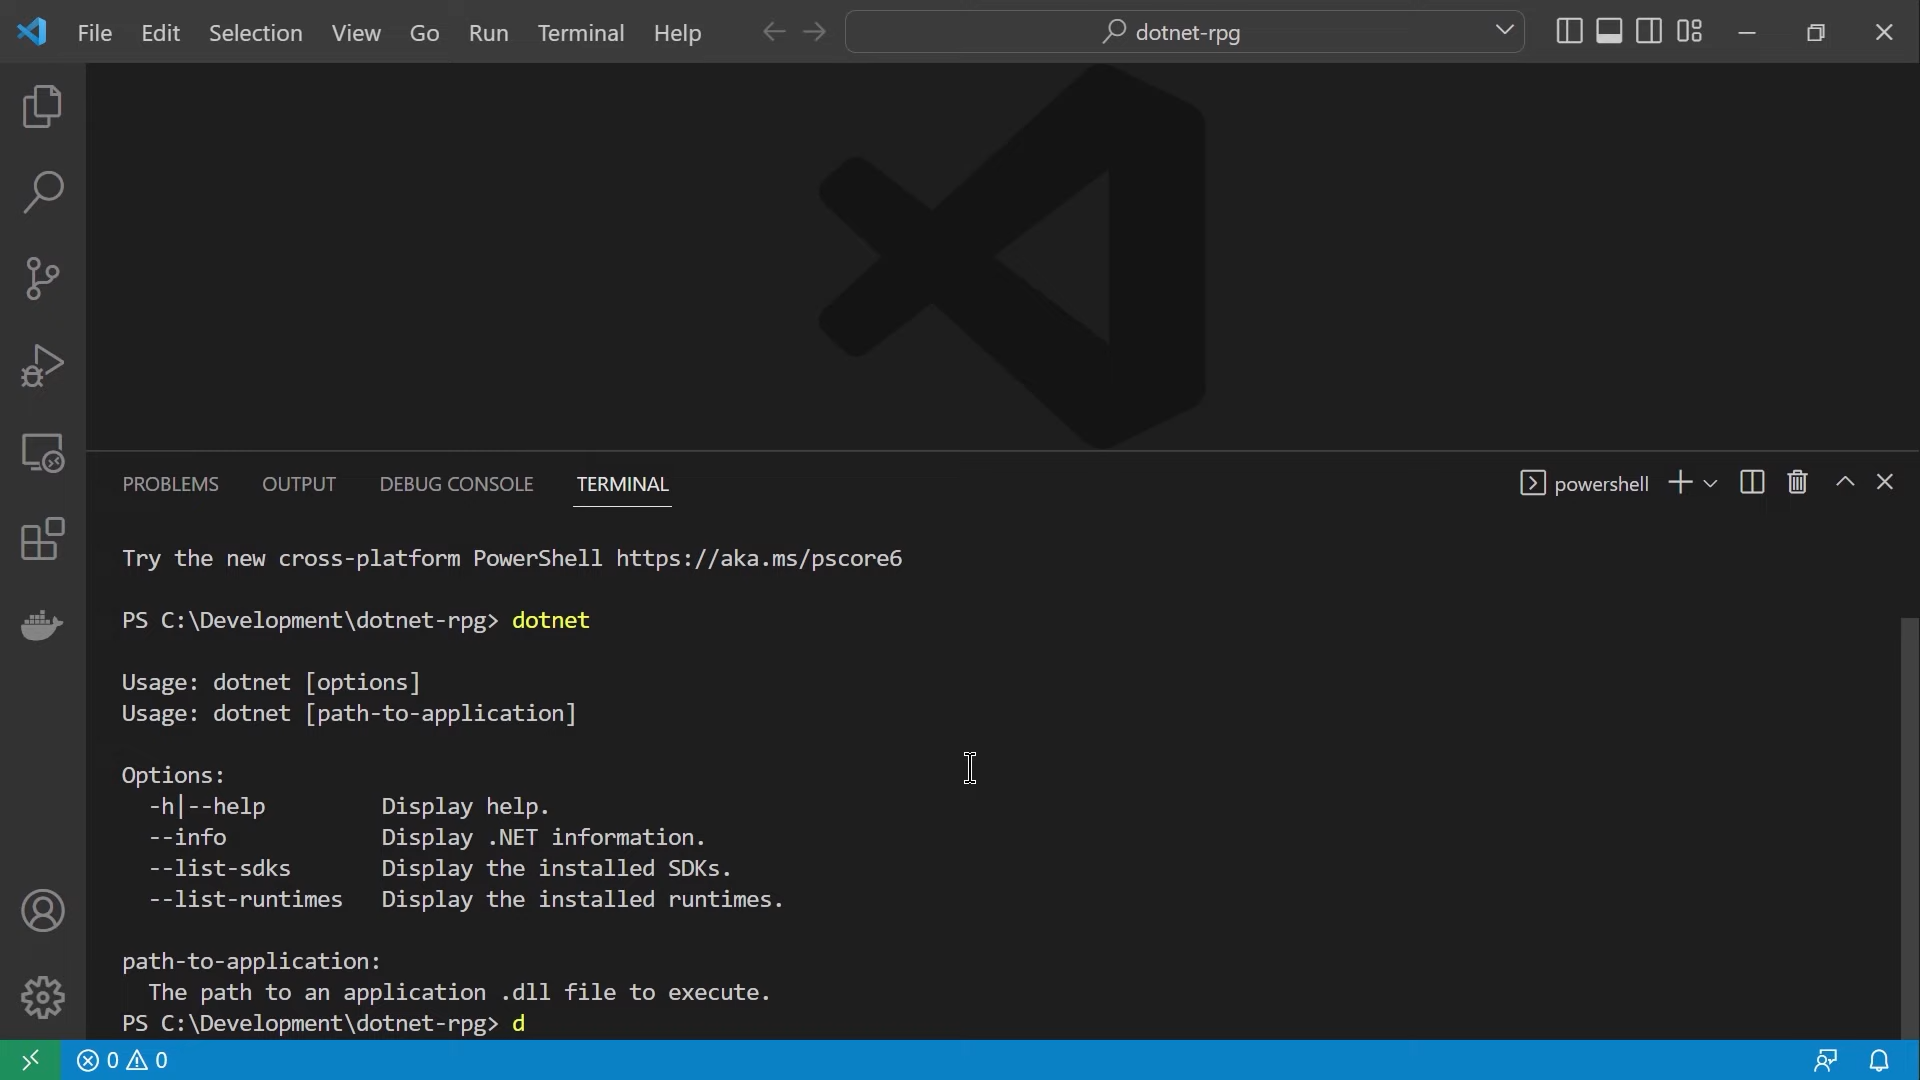 File Edit Selection View Go Run Terminal Help dotnet-rpg
PROBLEMS OUTPUT DEBUG CONSOLE TERMINAL powershell
Try the new cross-platform PowerShell https://aka.ms/pscore6
PS C:\Development\dotnet-rpg> dotnet
Usage: dotnet [options]
Usage: dotnet [path-to-application]
Options:
-h|--help Display help.
--info Display .NET information.
--list-sdks Display the installed SDKs.
--list-runtimes Display the installed runtimes.
path-to-application:
The path to an application .dll file to execute.
PS C:\Development\dotnet-rpg> d
0 0